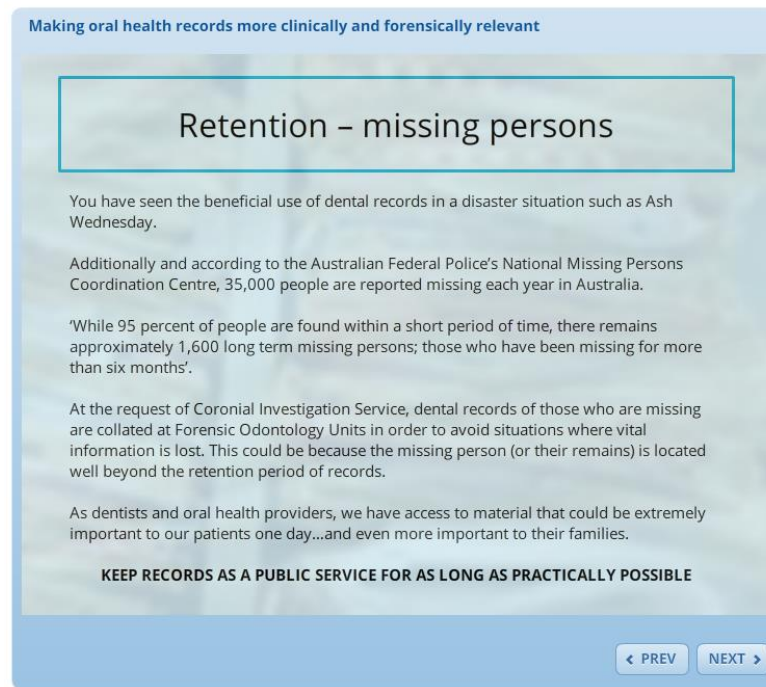 Making oral health records more clinically and forensically relevant
Retention – missing persons
You have seen the beneficial use of dental records in a disaster situation such as Ash
Wednesday.
Additionally and according to the Australian Federal Police's National Missing Persons
Coordination Centre, 35,000 people are reported missing each year in Australia.
‘While 95 percent of people are found within a short period of time, there remains
approximately 1,600 long term missing persons; those who have been missing for more
than six months’.
At the request of Coronial Investigation Service, dental records of those who are missing
are collated at Forensic Odontology Units in order to avoid situations where vital
information is lost. This could be because the missing person (or their remains) is located
well beyond the retention period of records.
As dentists and oral health providers, we have access to material that could be extremely
important to our patients one day...and even more important to their families.
KEEP RECORDS AS A PUBLIC SERVICE FOR AS LONG AS PRACTICALLY POSSIBLE
PREV NEXT